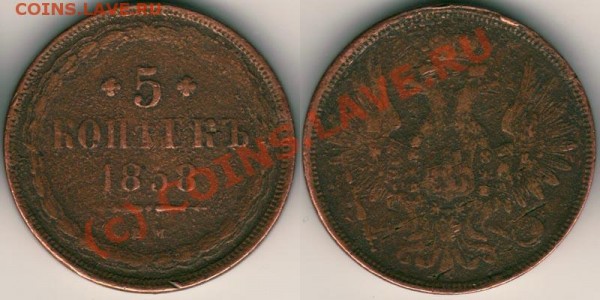 COINS.LAVE.RU
5
КОПѢЕКЪ
1858
М
(c) COINS.LAVE.RU